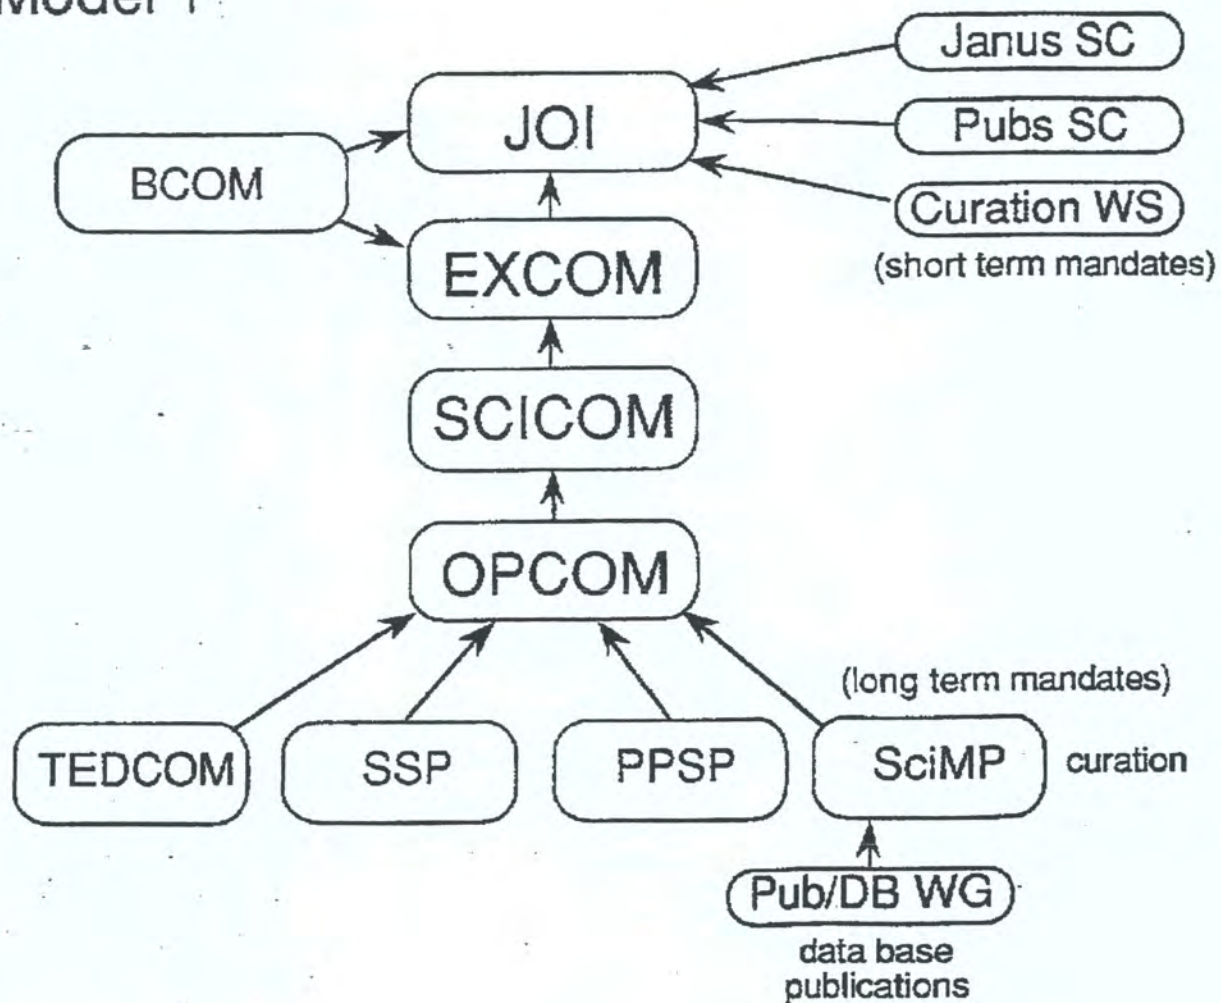 Model 1
Janus SC
JOI
Pubs SC
BCOM
Curation WS
(short term mandates)
EXCOM
SCICOM
OPCOM
(long term mandates)
TEDCOM
SSP
PPSP
SciMP
curation
Pub/DB WG
data base
publications